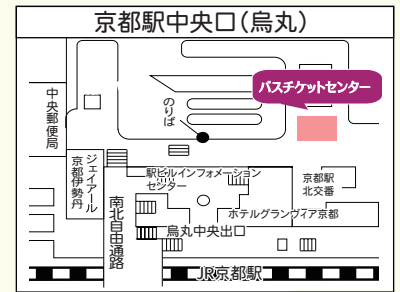 京都駅中央口(烏丸)
バスチケットセンター
中央郵便局
のりば
ジェイアール
京都伊勢丹
駅ビルインフォメーション
センター
京都駅
北交番
南北自由通路
ホテルグランヴィア京都
烏丸中央出口
JR京都駅